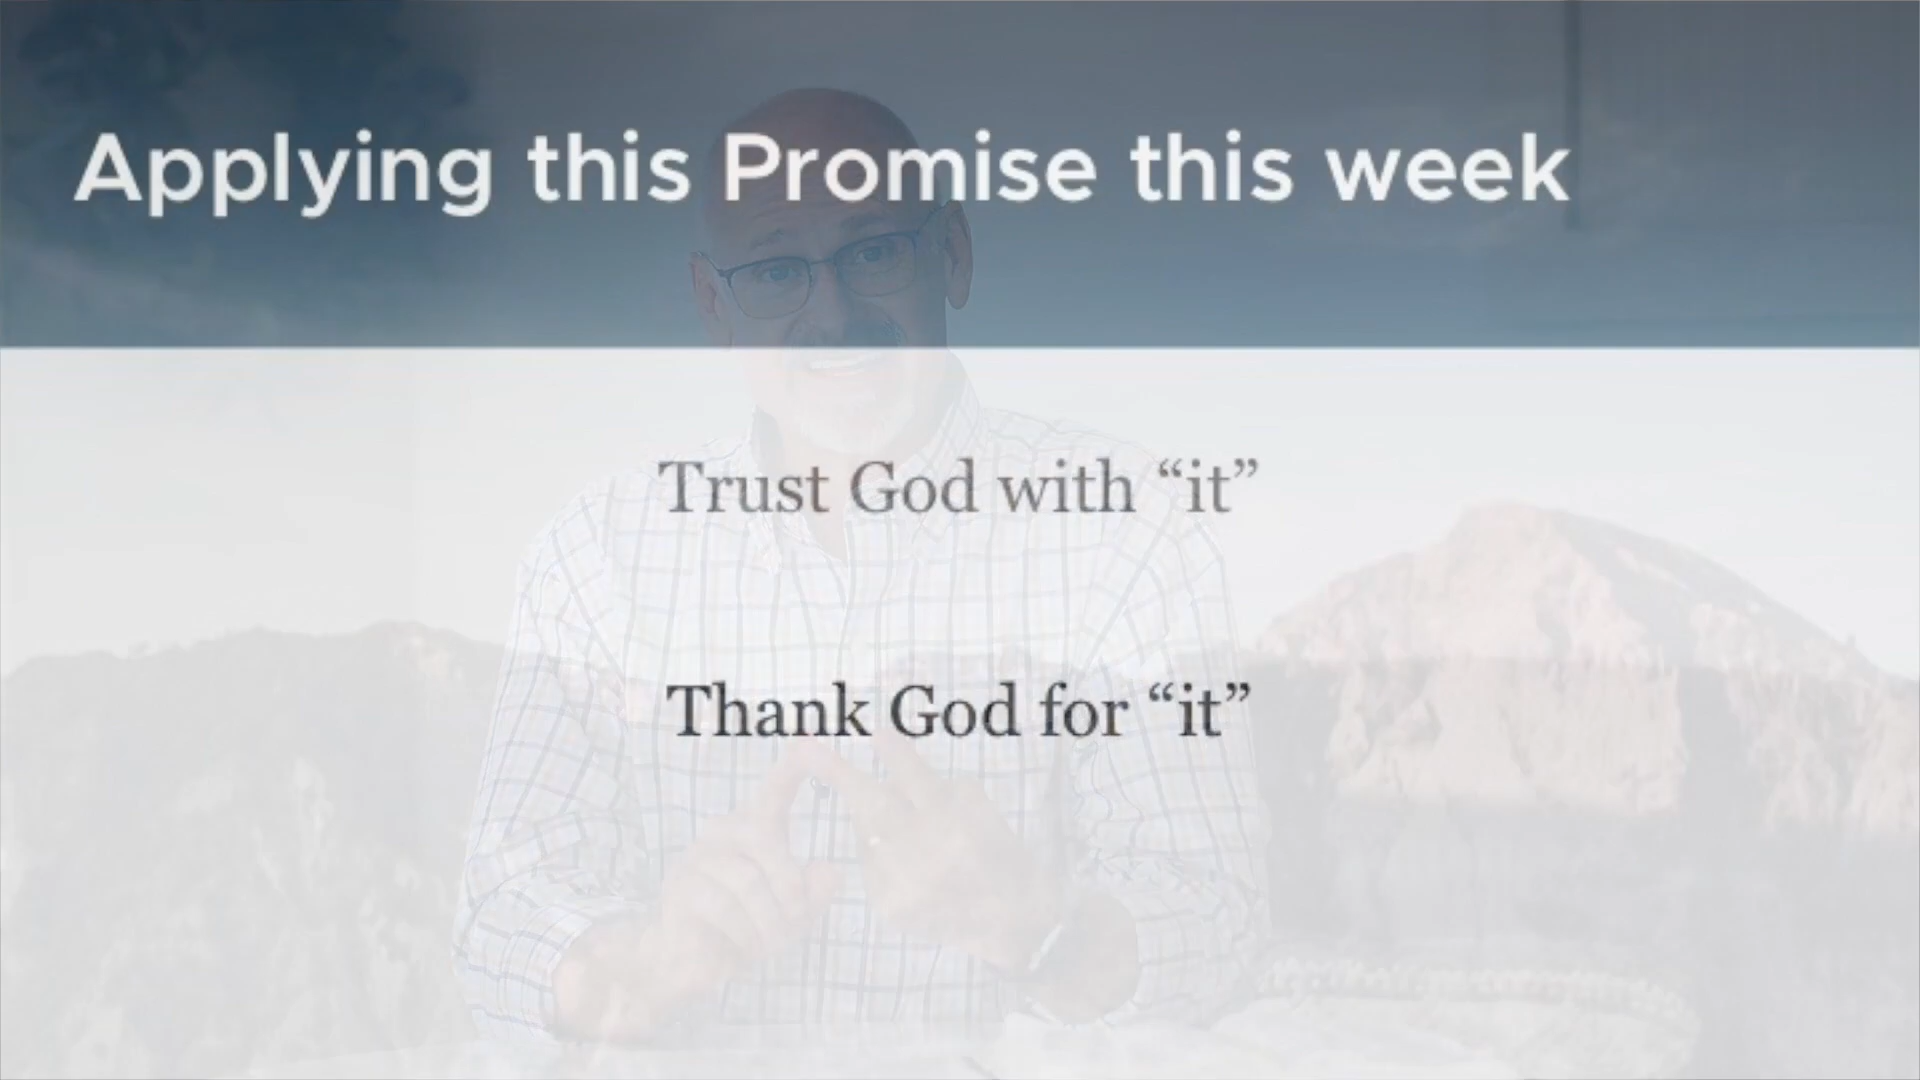 Applying this Promise this week
Trust God with “it”
Thank God for “it”